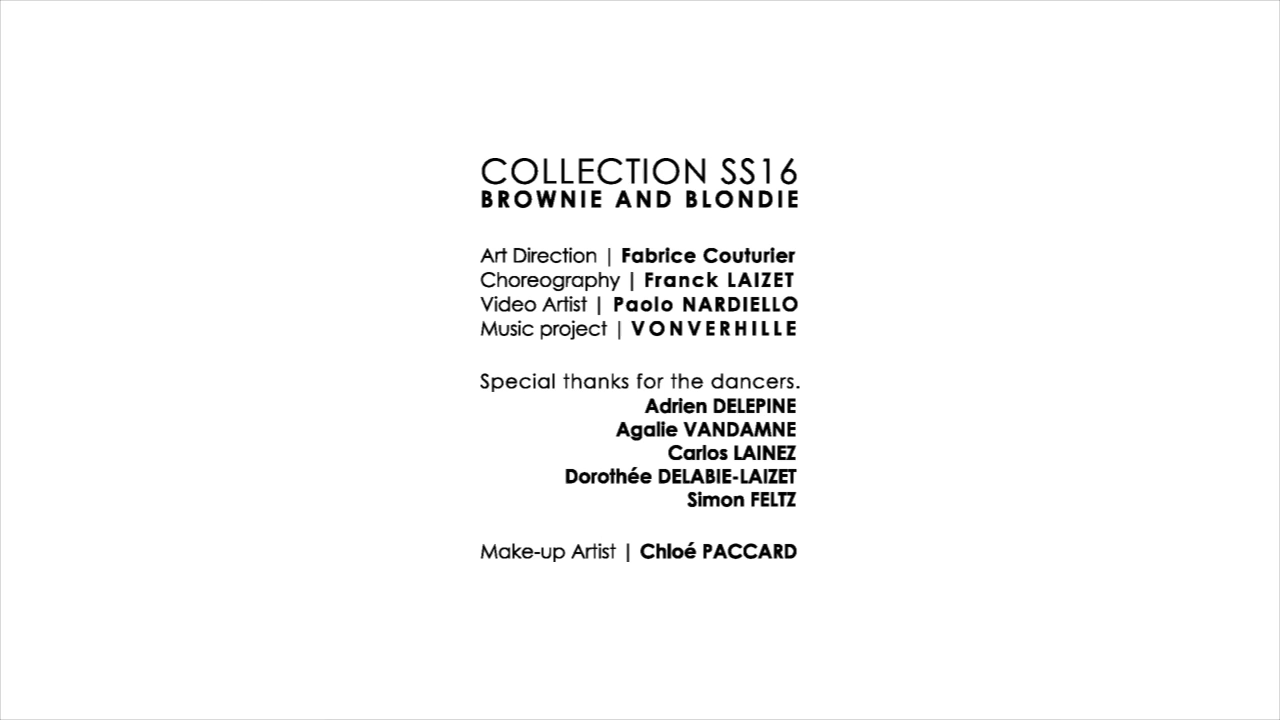 COLLECTION SS16
BROWNIE AND BLONDIE
Art Direction | Fabrice Couturier
Choreography | Franck LAIZET
Video Artist | Paolo NARDIELLO
Music project | VONVERHILLE
Special thanks for the dancers.
Adrien DELEPINE
Agalie VANDAMNE
Carlos LAINEZ
Dorothée DELABIE-LAIZET
Simon FELTZ
Make-up Artist | Chloé PACCARD